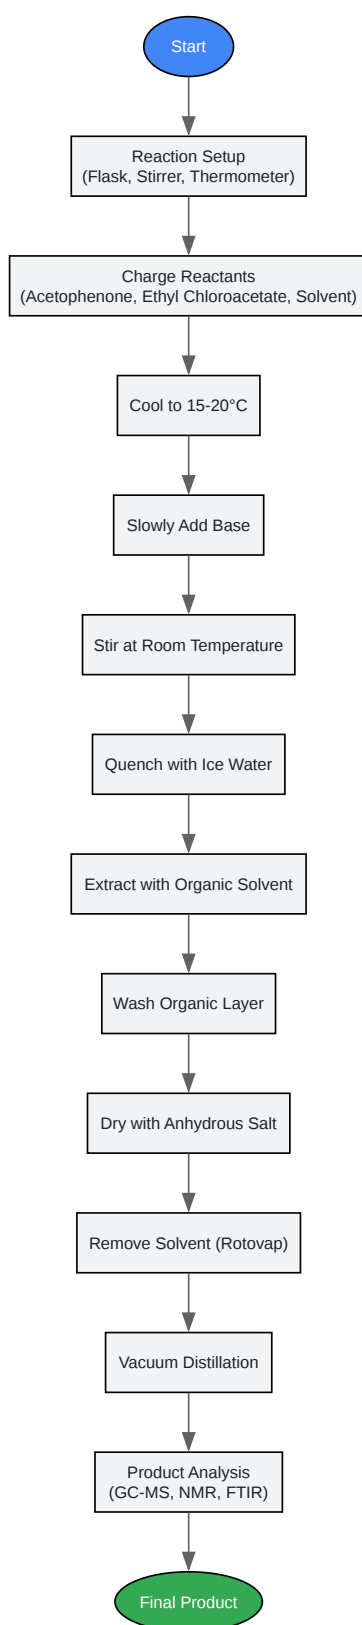 Start
Reaction Setup
(Flask, Stirrer, Thermometer)
Charge Reactants
(Acetophenone, Ethyl Chloroacetate, Solvent)
Cool to 15-20°C
Slowly Add Base
Stir at Room Temperature
Quench with Ice Water
Extract with Organic Solvent
Wash Organic Layer
Dry with Anhydrous Salt
Remove Solvent (Rotovap)
Vacuum Distillation
Product Analysis
(GC-MS, NMR, FTIR)
Final Product